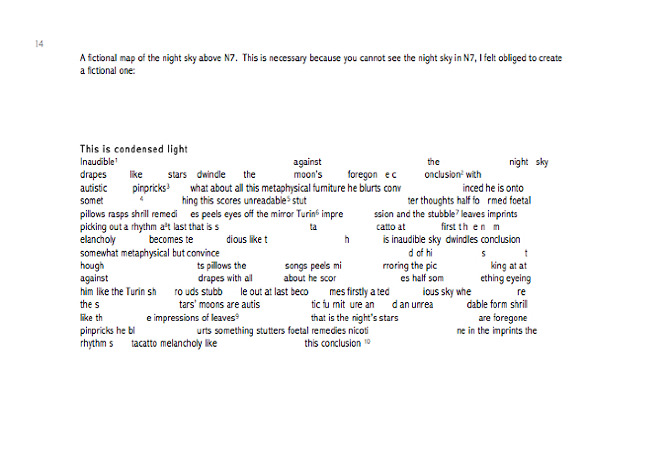 14
A fictional map of the night sky above N7. This is necessary because you cannot see the night sky in N7, I felt obliged to create
a fictional one:
This is condensed light
Inaudible¹ against the night sky
drapes like stars dwindle the moon's foregon e c onclusion² with
autistic pinpricks³ what about all this metaphysical furniture he blurts conv inced he is onto
somet ⁴ hing this scores unreadable⁵ stut ter thoughts half fo rmed foetal
pillows rasps shrill remedi es peels eyes off the mirror Turin⁶ impre ssion and the stubble⁷ leaves imprints
picking out a rhythm a⁸t last that is s ta catto at first t h e n m
elancholy becomes te dious like t h is inaudible sky dwindles conclusion
somewhat metaphysical but convince d of hi s t
hough ts pillows the songs peels mi rroring the pic king at at
against drapes with all about he scor es half som ething eyeing
him like the Turin sh ro uds stubb le out at last beco mes firstly a ted ious sky whe re
the s tars' moons are autis tic fu rnit ure an d an unrea dable form shrill
like th e impressions of leaves⁹ that is the night's stars are foregone
pinpricks he bl urts something stutters foetal remedies nicoti ne in the imprints the
rhythm s tacatto melancholy like this conclusion ¹⁰